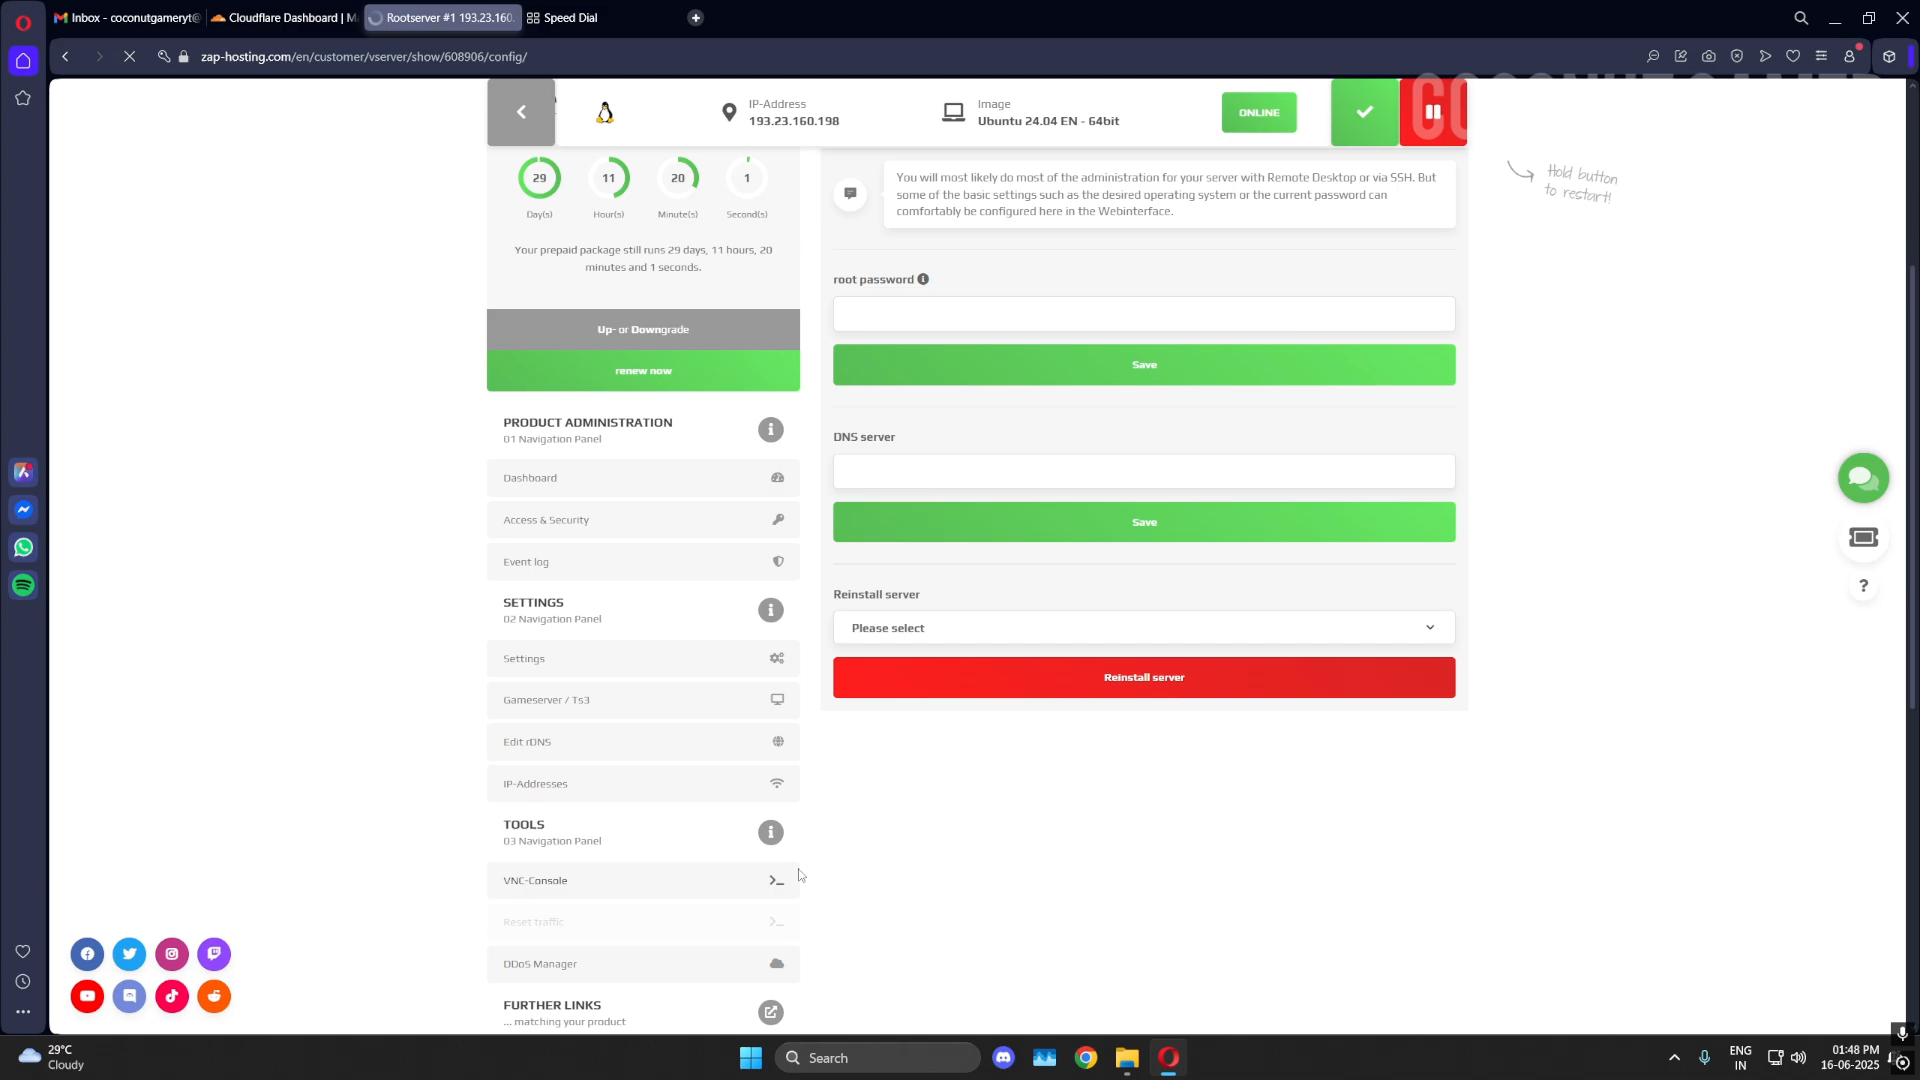 Inbox - coconutgameryt@
Cloudflare Dashboard | Ma
Rootserver #1 193.23.160.
Speed Dial
zap-hosting.com/en/customer/vserver/show/608906/config/
IP-Address
193.23.160.198
Image
Ubuntu 24.04 EN - 64bit
ONLINE
Hold button
to restart!
29
11
20
1
Day(s)
Hour(s)
Minute(s)
Second(s)
Your prepaid package still runs 29 days, 11 hours, 20
minutes and 1 seconds.
Up- or Downgrade
renew now
You will most likely do most of the administration for your server with Remote Desktop or via SSH. But
some of the basic settings such as the desired operating system or the current password can
comfortably be configured here in the Webinterface.
root password
Save
DNS server
Save
Reinstall server
Please select
Reinstall server
PRODUCT ADMINISTRATION
01 Navigation Panel
Dashboard
Access & Security
Event log
SETTINGS
02 Navigation Panel
Settings
Gameserver / Ts3
Edit rDNS
IP-Addresses
TOOLS
03 Navigation Panel
VNC-Console
Reset traffic
DDoS Manager
FURTHER LINKS
... matching your product
?
29°C
Cloudy
Search
ENG
IN
01:48 PM
16-06-2025